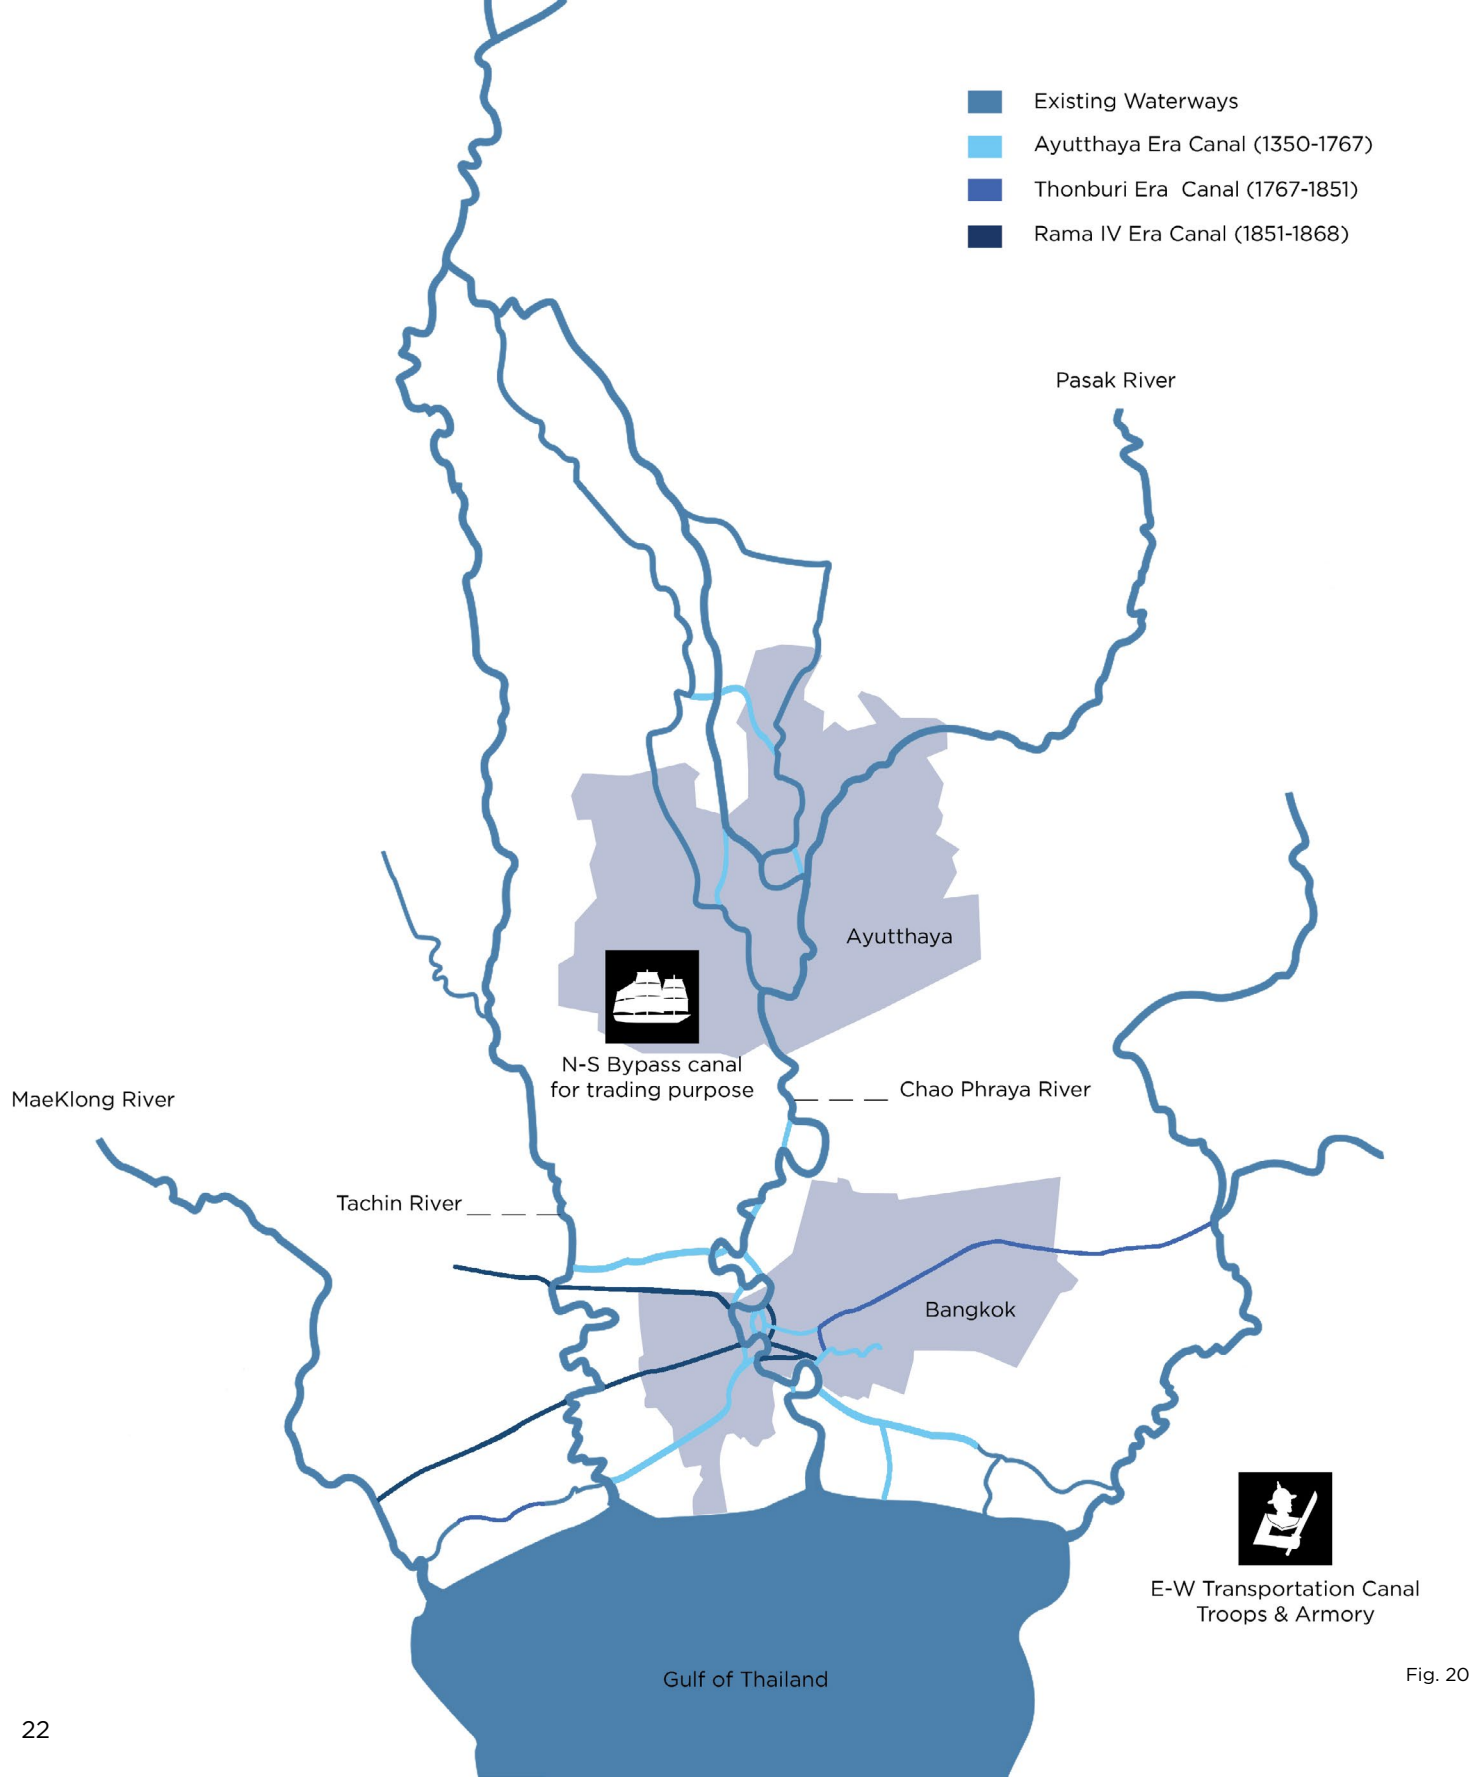 Existing Waterways
Ayutthaya Era Canal (1350-1767)
Thonburi Era  Canal (1767-1851)
Rama IV Era Canal (1851-1868)
Pasak River
Ayutthaya
N-S Bypass canal
for trading purpose
Chao Phraya River
MaeKlong River
Tachin River
Bangkok
E-W Transportation Canal
Troops & Armory
Gulf of Thailand
Fig. 20
22